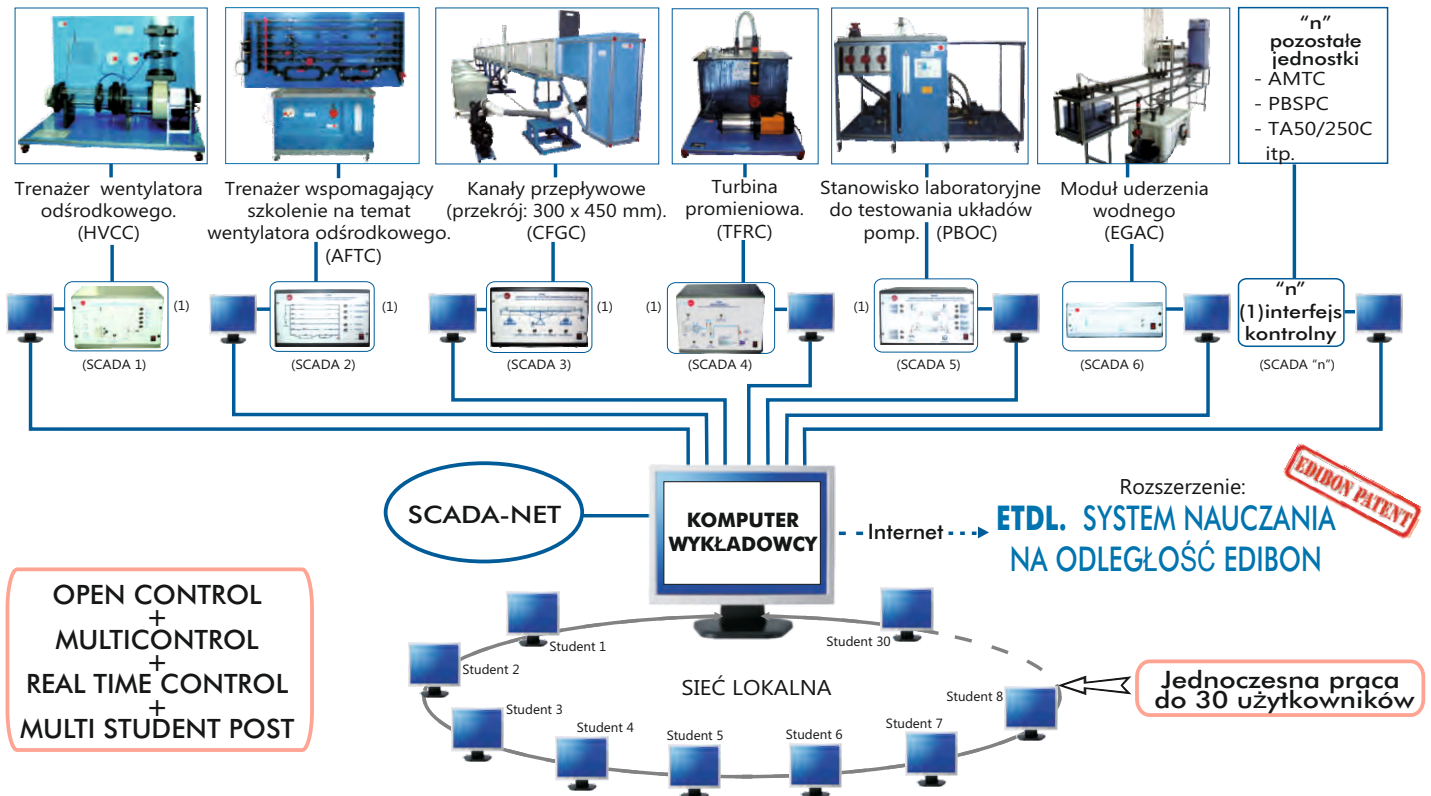 "n"
pozostałe
jednostki
- AMTC
- PBSPC
- TA50/250C
itp.
Trenażer wentylatora
odśrodkowego.
(HVCC)
Trenażer wspomagający
szkolenie na temat
wentylatora odśrodkowego.
(AFTC)
Kanały przepływowe
(przekrój: 300 x 450 mm).
(CFGC)
Turbina
promieniowa.
(TFRC)
Stanowisko laboratoryjne
do testowania układów
pomp. (PBOC)
Moduł uderzenia
wodnego
(EGAC)
(1)
(1)
(1)
(1)
(1)
"n"
(1)interfejs
kontrolny
(SCADA 1)
(SCADA 2)
(SCADA 3)
(SCADA 4)
(SCADA 5)
(SCADA 6)
(SCADA "n")
SCADA-NET
KOMPUTER
WYKŁADOWCY
Internet
Rozszerzenie:
ETDL. SYSTEM NAUCZANIA
NA ODLEGŁOŚĆ EDIBON
EDIBON PATENT
OPEN CONTROL
+
MULTICONTROL
+
REAL TIME CONTROL
+
MULTI STUDENT POST
Student 1
Student 2
Student 3
Student 4
Student 5
Student 6
Student 7
Student 8
Student 30
SIEĆ LOKALNA
Jednoczesna praca
do 30 użytkowników